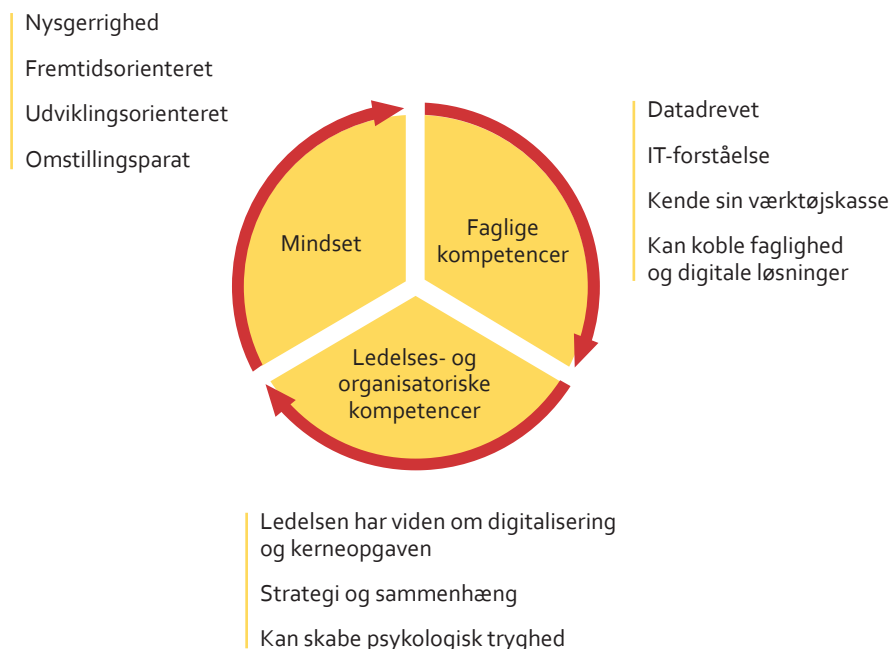 Nysgerrighed
Fremtidsorienteret
Udviklingsorienteret
Omstillingsparat
Datadrevet
IT-forståelse
Kende sin værktøjskasse
Kan koble faglighed
og digitale løsninger
Mindset
Faglige
kompetencer
Ledelses- og
organisatoriske
kompetencer
Ledelsen har viden om digitalisering
og kerneopgaven
Strategi og sammenhæng
Kan skabe psykologisk tryghed